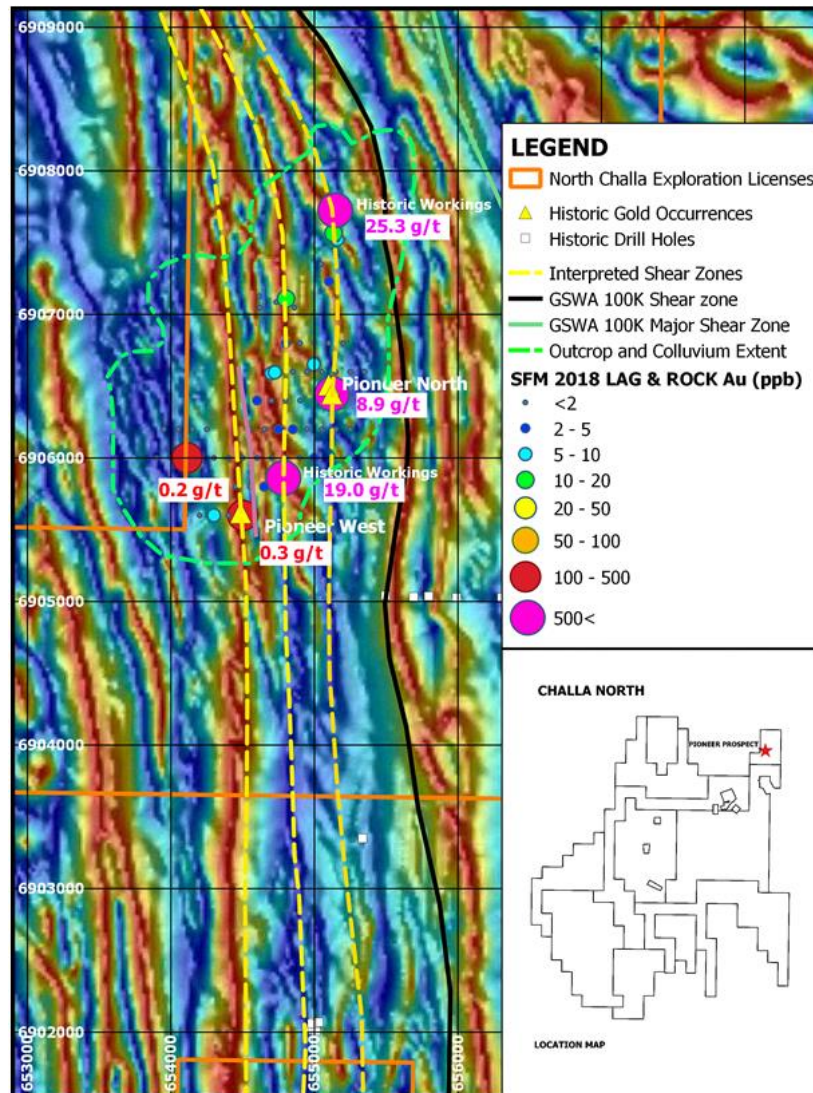 6909000
6908000
Historic Workings
25.3 g/t
6907000
Pioneer North
8.9 g/t
6906000
0.2 g/t
Historic Workings
19.0 g/t
Pioneer West
0.3 g/t
6905000
6904000
6903000
6902000
653000
654000
655000
656000
LEGEND
North Challa Exploration Licenses
Historic Gold Occurrences
Historic Drill Holes
Interpreted Shear Zones
GSWA 100K Shear zone
GSWA 100K Major Shear Zone
Outcrop and Colluvium Extent
SFM 2018 LAG & ROCK Au (ppb)
<2
2 - 5
5 - 10
10 - 20
20 - 50
50 - 100
100 - 500
500<
CHALLA NORTH
PIONEER PROSPECT
LOCATION MAP